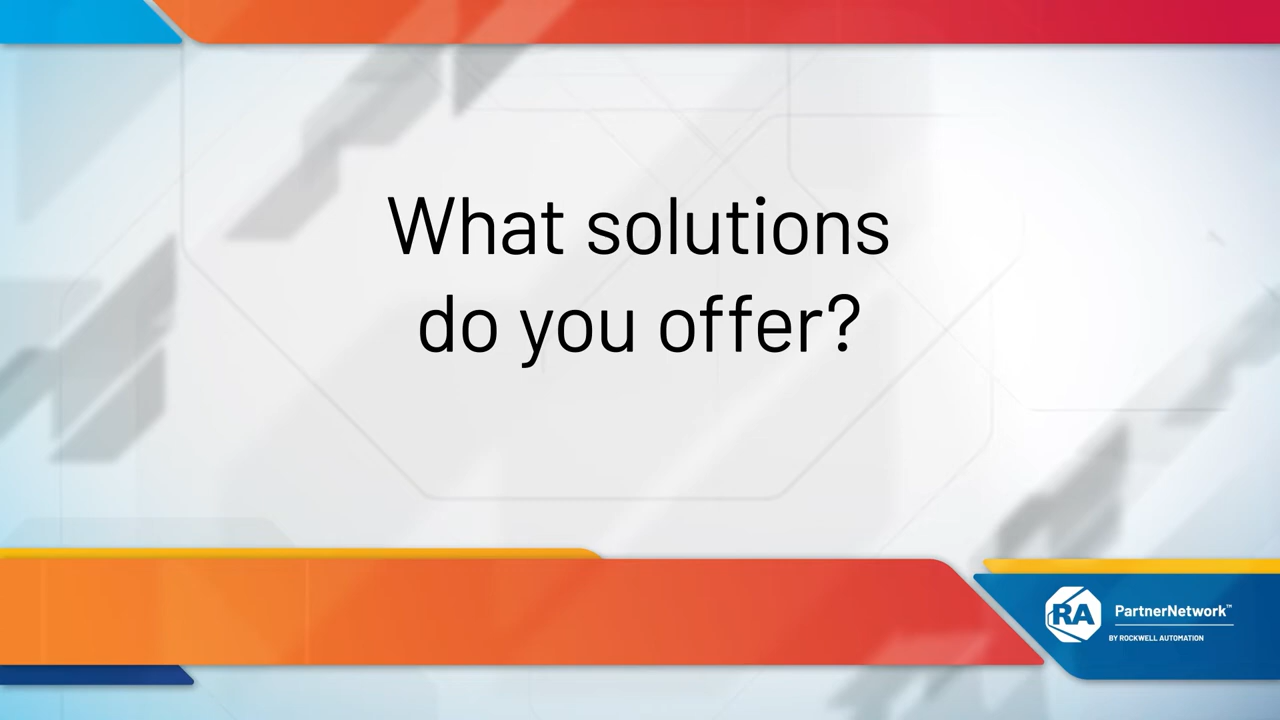 What solutions
do you offer?
RA
PartnerNetwork™
BY ROCKWELL AUTOMATION